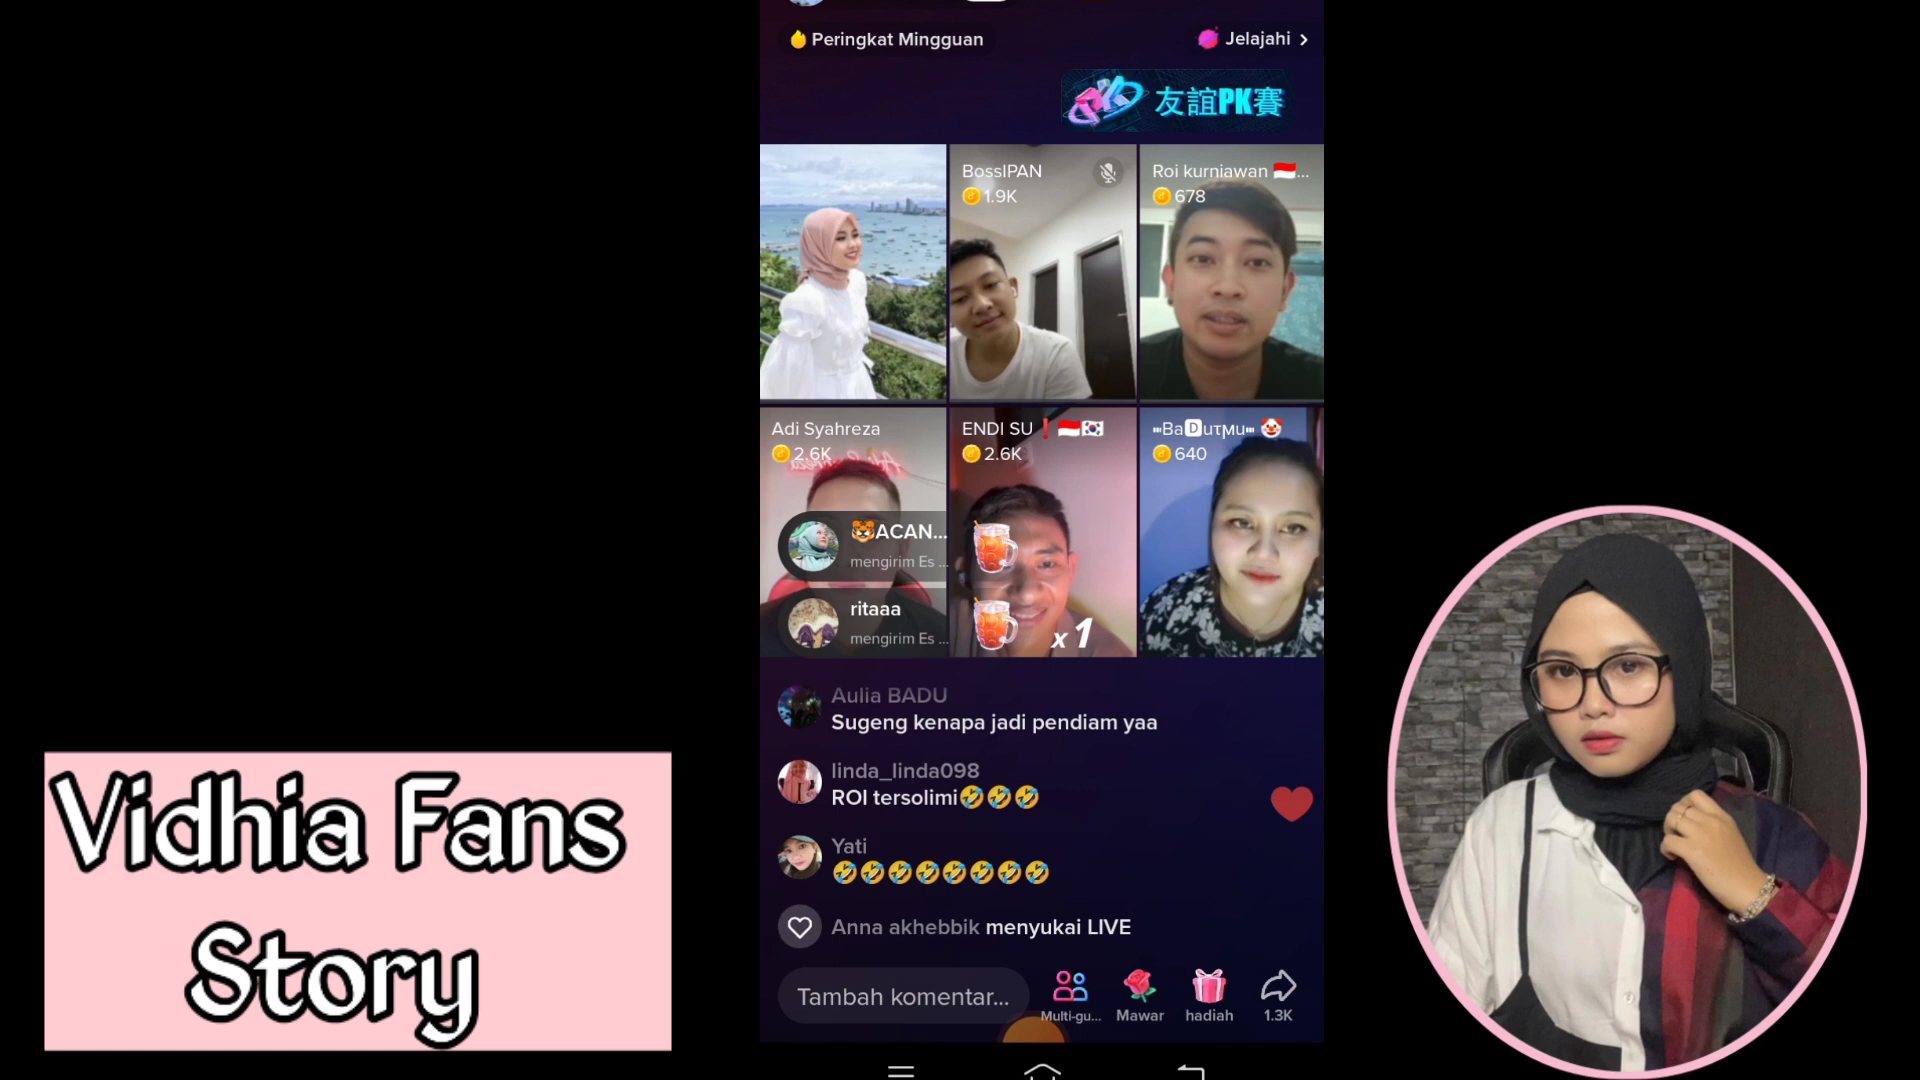 Peringkat Mingguan
Jelajahi >
友誼PK賽
BossIPAN
1.9K
Roi kurniawan 🇮🇩...
678
Adi Syahreza
2.6K
ENDI SU❗🇮🇩🇰🇷
2.6K
Ba🅳utMu 🤡
640
🐯ACAN...
mengirim Es ...
ritaaa
mengirim Es ...
x 1
Aulia BADU
Sugeng kenapa jadi pendiam yaa
linda_linda098
ROI tersolimi🤣🤣🤣
Yati
🤣🤣🤣🤣🤣🤣🤣🤣
Anna akhebbik menyukai LIVE
Tambah komentar...
Multi-gu...
Mawar
hadiah
1.3K
Vidhia Fans
Story